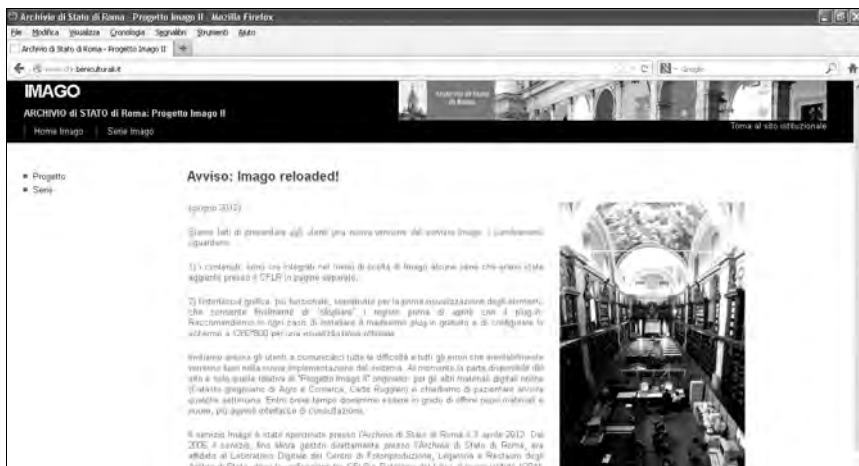 Archivio di Stato di Roma - Progetto Imago II - Mozilla Firefox
File Modifica Visualizza Cronologia Segnalibri Strumenti Aiuto
Archivio di Stato di Roma - Progetto Imago II
beniculturali.it
Google
IMAGO
ARCHIVIO di STATO di Roma: Progetto Imago II
Home Imago | Serie Imago
Torna al sito istituzionale
Progetto
Serie
Avviso: Imago reloaded!
(giugno 2012)
Siamo lieti di presentare agli utenti una nuova versione del servizio Imago. I cambiamenti
riguardano:
1) i contenuti: sono ora integrati nel menu di scelta di Imago alcune serie che erano state
aggiunte presso il CFLR in pagine separate.
2) l'interfaccia grafica: più funzionale, soprattutto per la prima visualizzazione degli elementi,
che consente finalmente di "sfogliare" i registri prima di aprirli con il plug-in.
Raccomandiamo in ogni caso di installare il medesimo plug-in gratuito e di configurare lo
schermo a 1280*800 per una visualizzazione ottimale.
Invitiamo ancora gli utenti a comunicarci tutte le difficoltà e tutti gli errori che inevitabilmente
verranno fuori nella nuova implementazione del sistema. Al momento la parte disponibile del
sito è solo quella relativa al "Progetto Imago II" originario: per gli altri materiali digitali online
(Catasto gregoriano di Agro e Comarca, Carte Ruggieri) vi chiediamo di pazientare ancora
qualche settimana. Entro breve tempo dovremmo essere in grado di offrirvi nuovi materiali e
nuove, più agevoli interfacce di consultazione.
Il servizio Imago è stato ripristinato presso l'Archivio di Stato di Roma il 3 aprile 2012. Dal
2006 il servizio, fino allora gestito direttamente presso l'Archivio di Stato di Roma, era
affidato al Laboratorio Digitale del Centro di Fotoriproduzione, Legatoria e Restauro degli